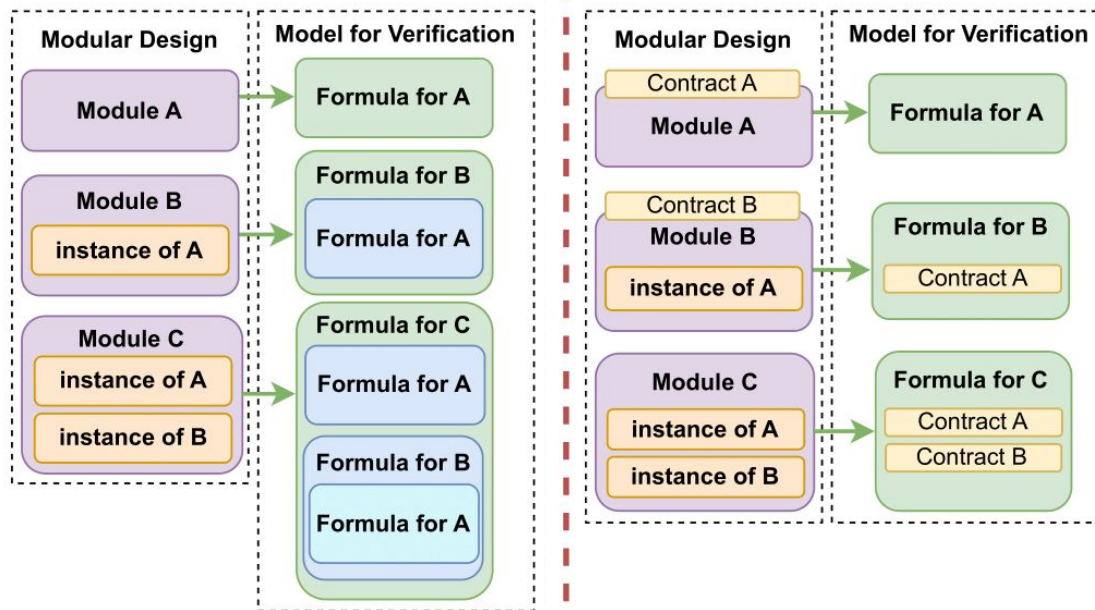 Modular Design
Model for Verification
Module A
Formula for A
Module B
instance of A
Formula for B
Formula for A
Module C
instance of A
instance of B
Formula for C
Formula for A
Formula for B
Formula for A
Modular Design
Model for Verification
Contract A
Module A
Formula for A
Contract B
Module B
instance of A
Formula for B
Contract A
Module C
instance of A
instance of B
Formula for C
Contract A
Contract B